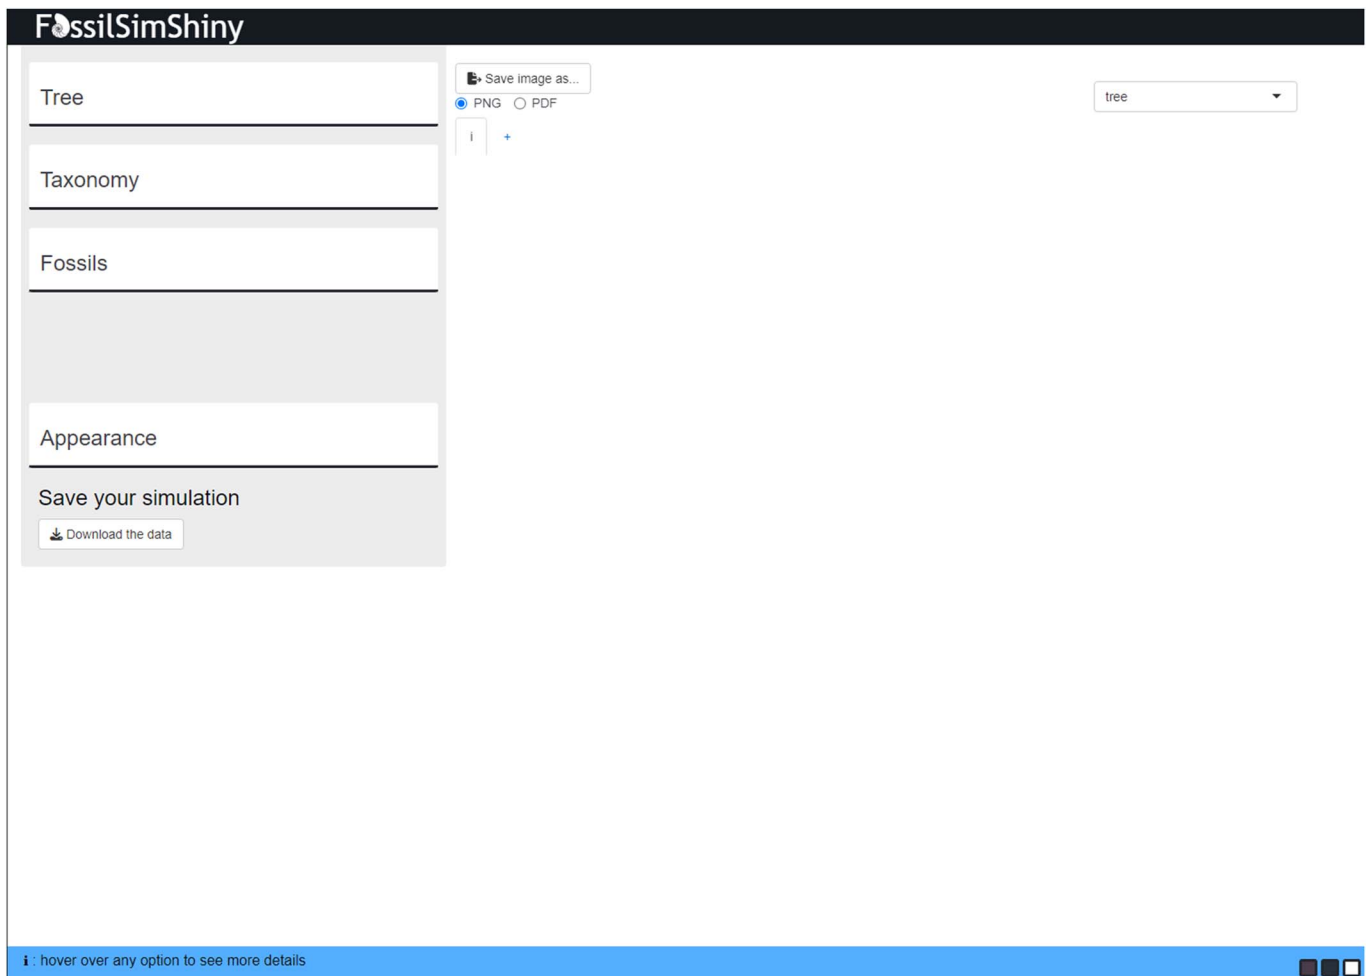 FossilSimShiny
Tree
Taxonomy
Fossils
Appearance
Save your simulation
Download the data
Save image as...
PNG PDF
i +
tree
i : hover over any option to see more details